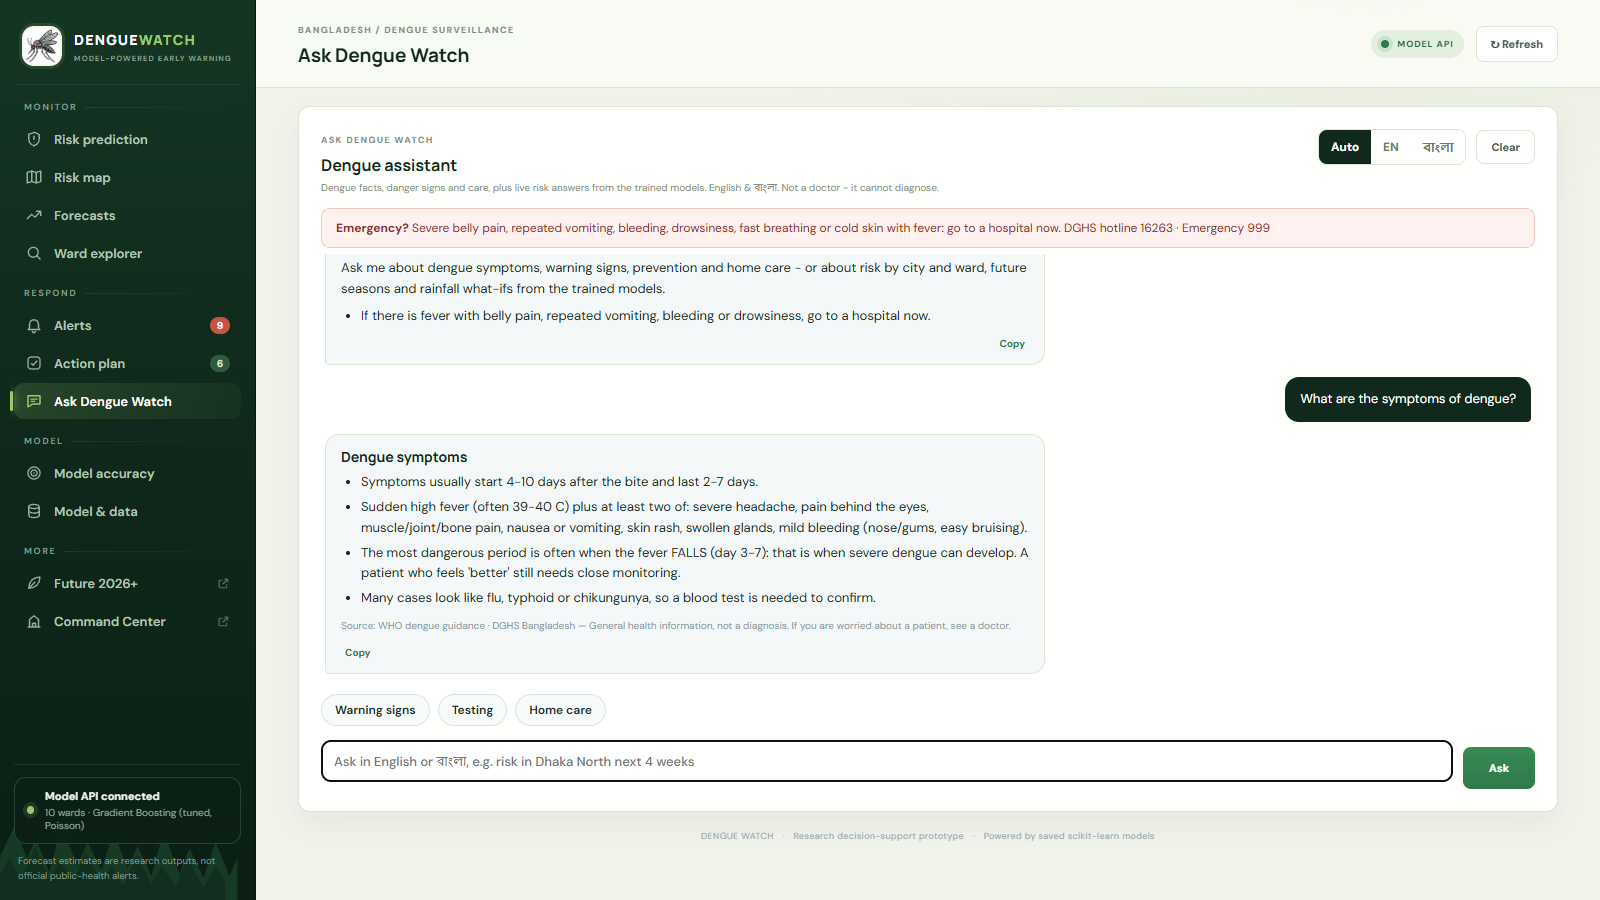 DENGUEWATCH
MODEL-POWERED EARLY WARNING
MONITOR
Risk prediction
Risk map
Forecasts
Ward explorer
RESPOND
Alerts 9
Action plan 6
Ask Dengue Watch
MODEL
Model accuracy
Model & data
MORE
Future 2026+
Command Center
Model API connected
10 wards · Gradient Boosting (tuned,
Poisson)
Forecast estimates are research outputs, not
official public-health alerts.
BANGLADESH / DENGUE SURVEILLANCE
Ask Dengue Watch
MODEL API
↻ Refresh
ASK DENGUE WATCH
Dengue assistant
Dengue facts, danger signs and care, plus live risk answers from the trained models. English & বাংলা. Not a doctor - it cannot diagnose.
Auto EN বাংলা Clear
Emergency? Severe belly pain, repeated vomiting, bleeding, drowsiness, fast breathing or cold skin with fever: go to a hospital now. DGHS hotline 16263 · Emergency 999
Ask me about dengue symptoms, warning signs, prevention and home care - or about risk by city and ward, future
seasons and rainfall what-ifs from the trained models.
• If there is fever with belly pain, repeated vomiting, bleeding or drowsiness, go to a hospital now.
Copy
What are the symptoms of dengue?
Dengue symptoms
• Symptoms usually start 4-10 days after the bite and last 2-7 days.
• Sudden high fever (often 39-40 C) plus at least two of: severe headache, pain behind the eyes,
muscle/joint/bone pain, nausea or vomiting, skin rash, swollen glands, mild bleeding (nose/gums, easy bruising).
• The most dangerous period is often when the fever FALLS (day 3-7): that is when severe dengue can develop. A
patient who feels 'better' still needs close monitoring.
• Many cases look like flu, typhoid or chikungunya, so a blood test is needed to confirm.
Source: WHO dengue guidance · DGHS Bangladesh — General health information, not a diagnosis. If you are worried about a patient, see a doctor.
Copy
Warning signs
Testing
Home care
Ask in English or বাংলা, e.g. risk in Dhaka North next 4 weeks
Ask
DENGUE WATCH · Research decision-support prototype · Powered by saved scikit-learn models